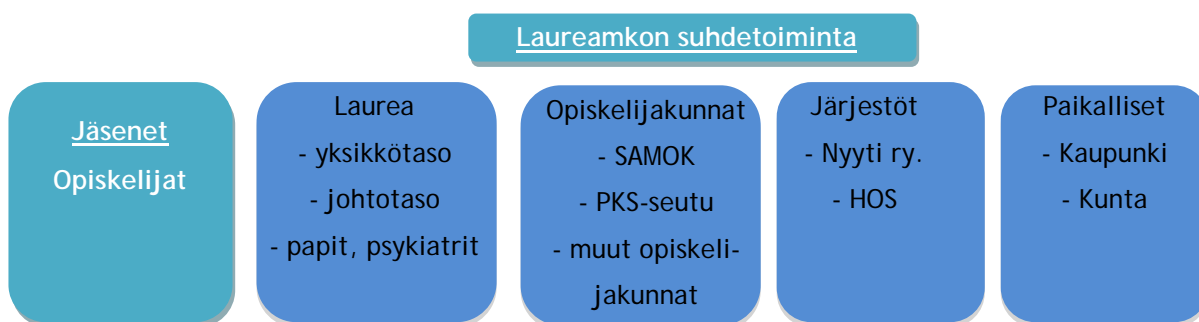 Laureamkon suhdetoiminta
Jäsenet
Opiskelijat
Laurea
- yksikkötaso
- johtotaso
- papit, psykiatrit
Opiskelijakunnat
- SAMOK
- PKS-seutu
- muut opiskeli-
jakunnat
Järjestöt
- Nyyti ry.
- HOS
Paikalliset
- Kaupunki
- Kunta